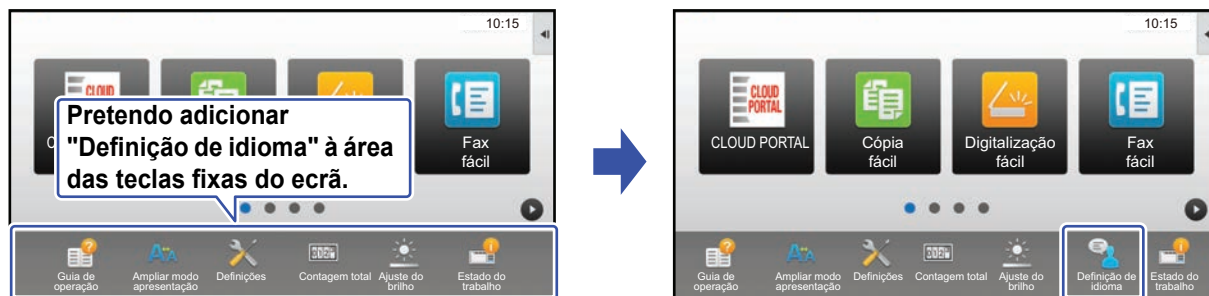 10:15
CLOUD
Pretendo adicionar
"Definição de idioma" à área
das teclas fixas do ecrã.
Fax
fácil
Guia de
operação
Ampliar modo
apresentação
Definições
Contagem total
Ajuste do
brilho
Estado do
trabalho
10:15
CLOUD
PORTAL
CLOUD PORTAL
Cópia
fácil
Digitalização
fácil
Fax
fácil
Guia de
operação
Ampliar modo
apresentação
Definições
Contagem total
Ajuste do
brilho
Definição de
idioma
Estado do
trabalho